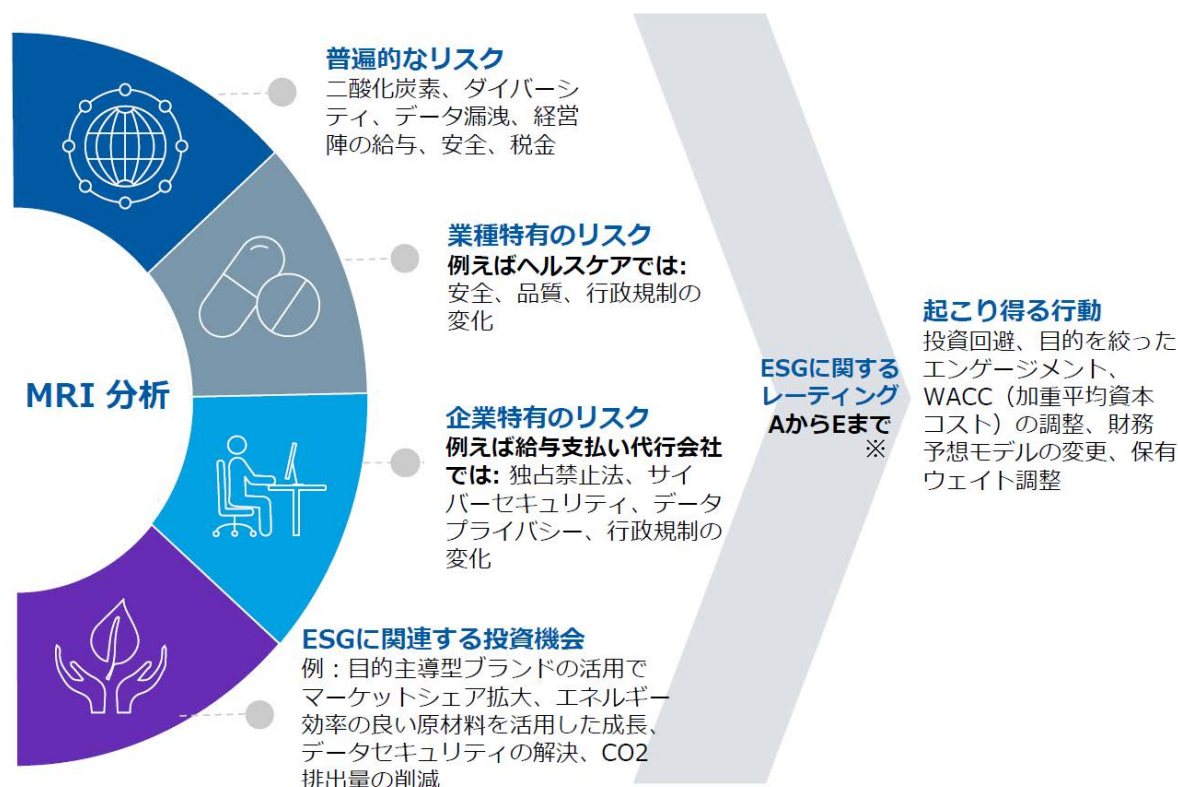 普遍的なリスク
二酸化炭素、ダイバーシ
ティ、データ漏洩、経営
陣の給与、安全、税金
業種特有のリスク
例えばヘルスケアでは:
安全、品質、行政規制の
変化
MRI 分析
企業特有のリスク
例えば給与支払い代行会社
では: 独占禁止法、サイ
バーセキュリティ、データ
プライバシー、行政規制の
変化
ESGに関連する投資機会
例：目的主導型ブランドの活用で
マーケットシェア拡大、エネルギー
効率の良い原材料を活用した成長、
データセキュリティの解決、CO2
排出量の削減
ESGに関する
レーティング
AからEまで
※
起こり得る行動
投資回避、目的を絞った
エンゲージメント、
WACC（加重平均資本
コスト）の調整、財務
予想モデルの変更、保有
ウェイト調整